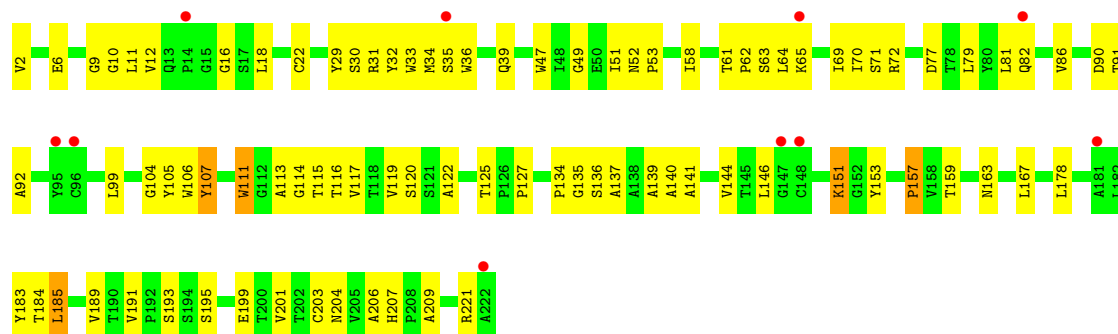 V2 E6 G9 G10 L11 V12 Q13 P14 G15 G16 S17 L18 C22 Y29 S30 R31 Y32 W33 M34 S35 W36 Q39 W47 I48 G49 E50 I51 N52 P53 I58 T61 P62 S63 L64 K65 I69 I70 S71 R72 D77 T78 L79 Y80 L81 Q82 V86 D90 T91
A92 Y95 C96 L99 G104 Y105 W106 Y107 W111 G112 A113 G114 T115 T116 V117 T118 V119 S120 S121 A122 T125 P126 P127 P134 G135 S136 A137 A138 A139 A140 A141 V144 T145 L146 G147 C148 K151 G152 Y153 P157 V158 T159 N163 L167 L178 A181 L182
Y183 T184 L185 V189 T190 V191 P192 S193 S194 S195 E199 T200 V201 T202 C203 N204 V205 A206 H207 P208 A209 R221 A222